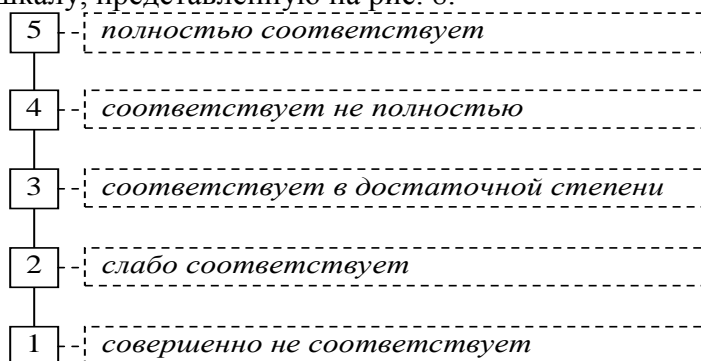 шкалу, представленную на рис. 6.
5 полностью соответствует
4 соответствует не полностью
3 соответствует в достаточной степени
2 слабо соответствует
1 совершенно не соответствует